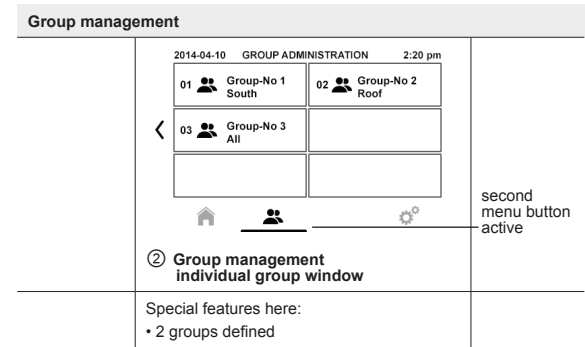 Group management
2014-04-10 GROUP ADMINISTRATION 2:20 pm
01 Group-No 1
South
02 Group-No 2
Roof
03 Group-No 3
All
second
menu button
active
② Group management
individual group window
Special features here:
• 2 groups defined